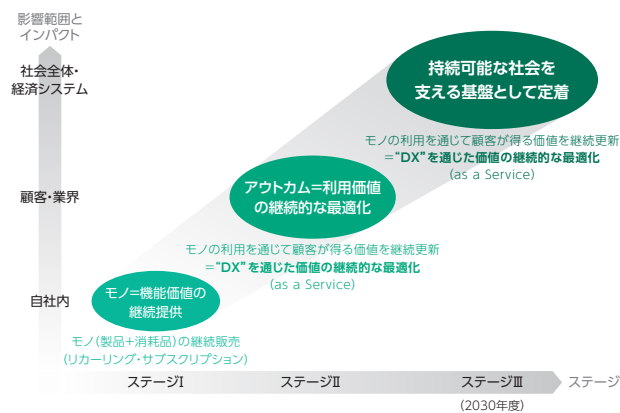 影響範囲と
インパクト
社会全体・
経済システム
持続可能な社会を
支える基盤として定着
モノの利用を通じて顧客が得る価値を継続更新
＝“DX”を通じた価値の継続的な最適化
(as a Service)
顧客・業界
アウトカム=利用価値
の継続的な最適化
モノの利用を通じて顧客が得る価値を継続更新
＝“DX”を通じた価値の継続的な最適化
(as a Service)
自社内
モノ=機能価値の
継続提供
モノ(製品+消耗品)の継続販売
(リカーリング・サブスクリプション)
ステージⅠ
ステージⅡ
ステージⅢ
ステージ
(2030年度)